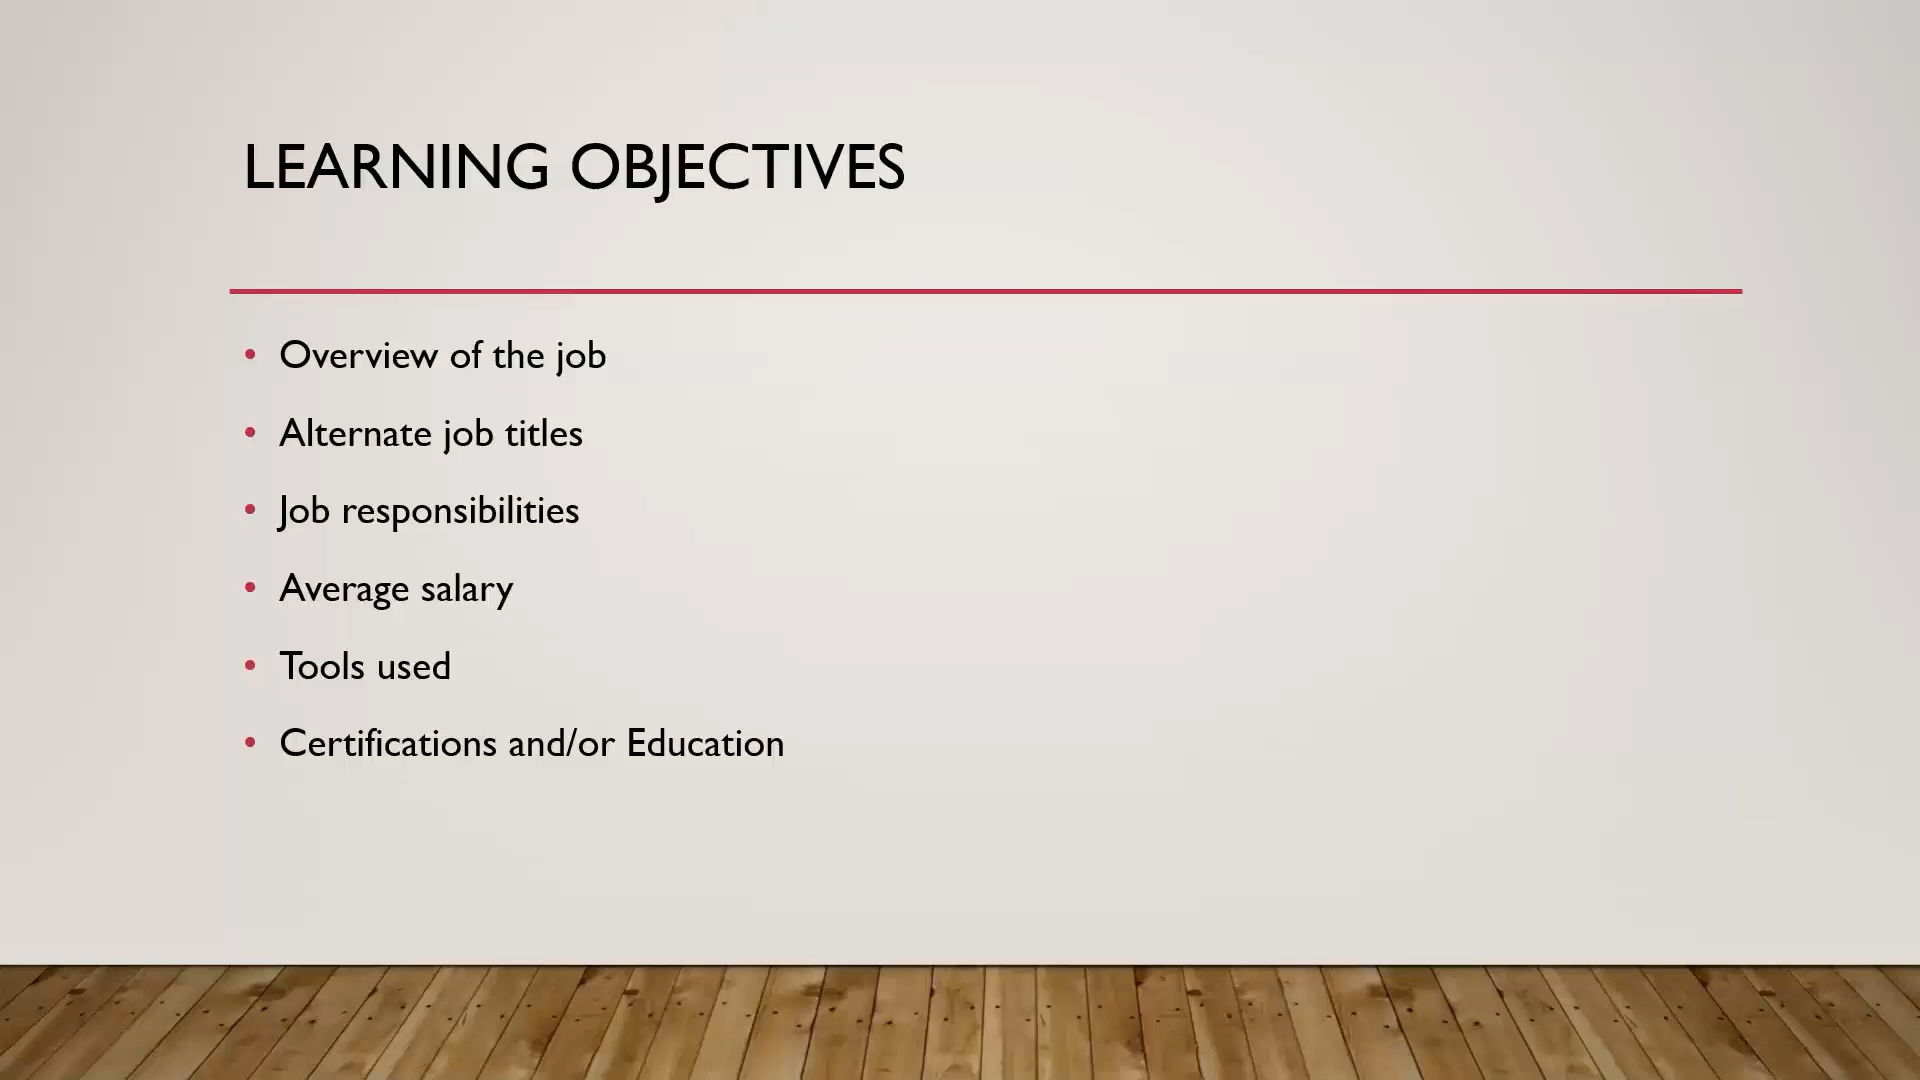 LEARNING OBJECTIVES
• Overview of the job
• Alternate job titles
• Job responsibilities
• Average salary
• Tools used
• Certifications and/or Education